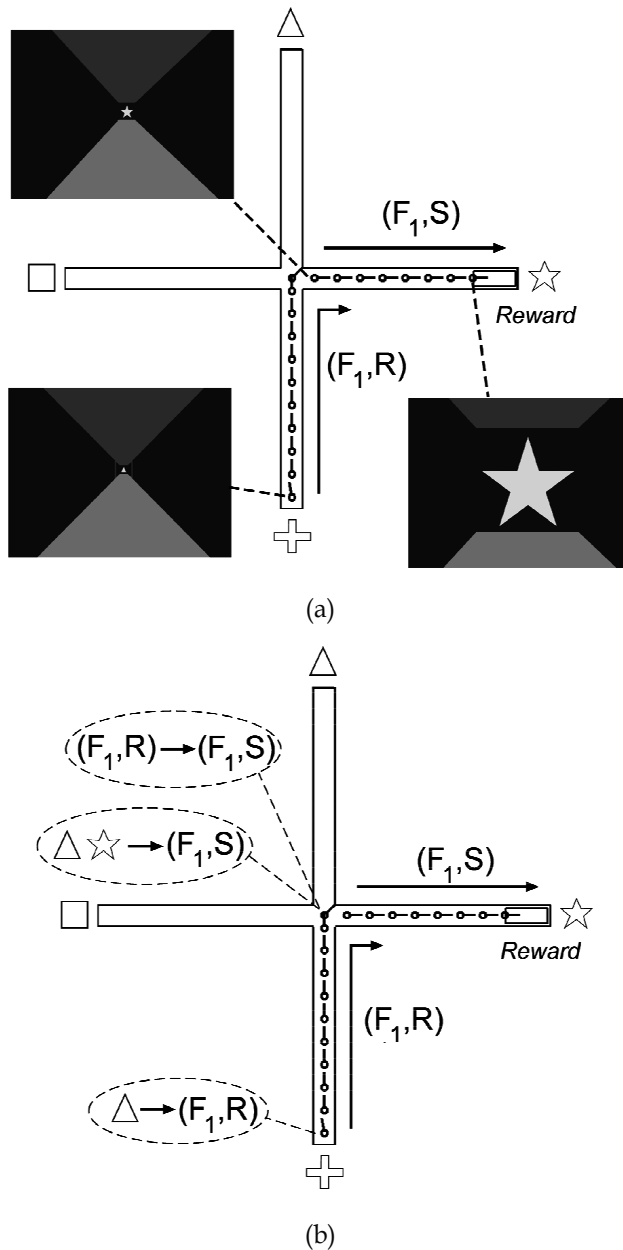 (F₁,S)
Reward
(F₁,R)
(a)
(F₁,R)→(F₁,S)
→(F₁,S)
(F₁,S)
Reward
(F₁,R)
→(F₁,R)
(b)